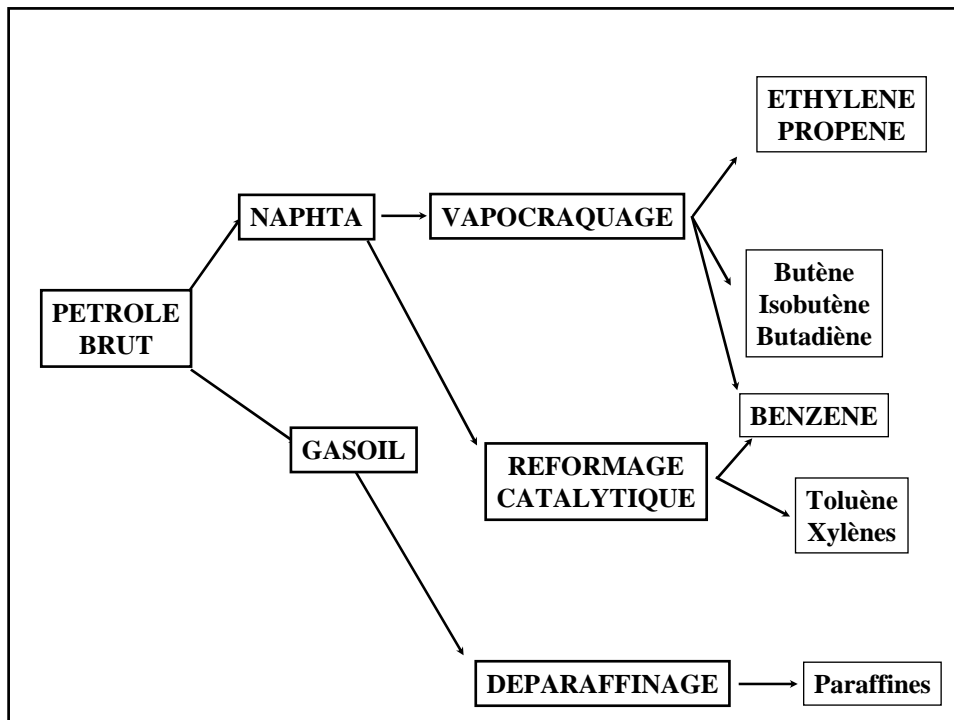 ETHYLENE
PROPENE
NAPHTA
VAPOCRAQUAGE
Butène
Isobutène
Butadiène
PETROLE
BRUT
BENZENE
GASOIL
REFORMAGE
CATALYTIQUE
Toluène
Xylènes
DEPARAFFINAGE
Paraffines